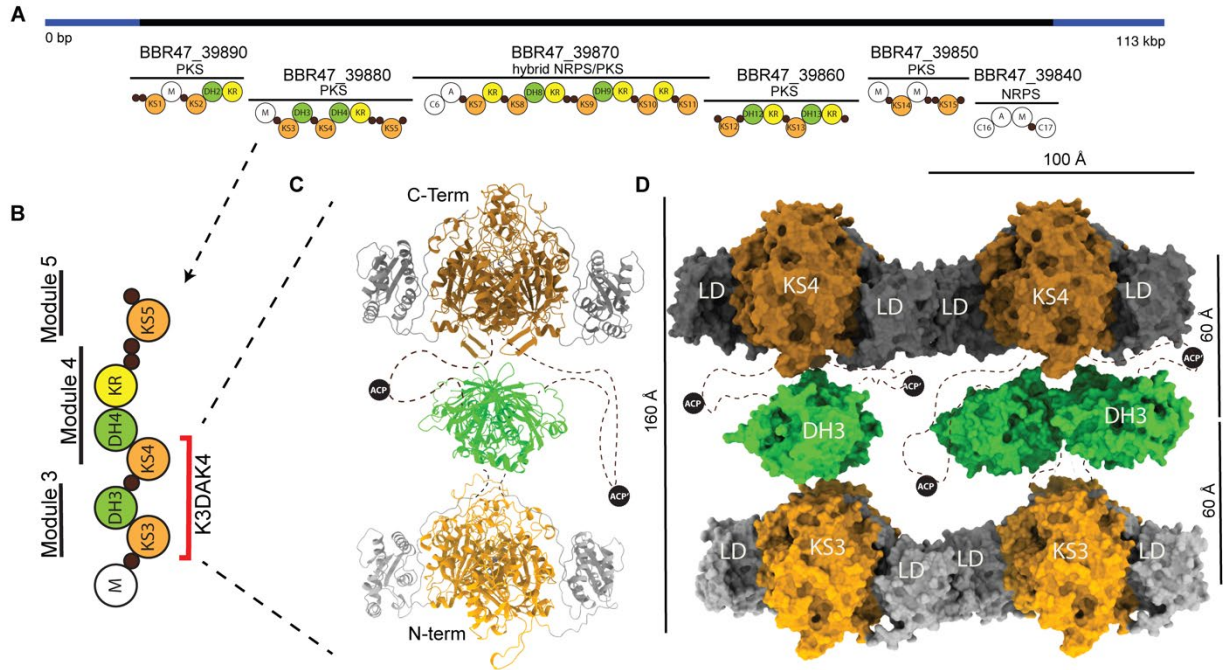 A
0 bp
113 kbp
BBR47_39890
PKS
KS1
M
KS2
DH2
KR
BBR47_39880
PKS
M
KS3
DH3
KS4
DH4
KR
KS5
BBR47_39870
hybrid NRPS/PKS
C6
A
KS7
KR
KS8
DH8
KR
KS9
DH9
KR
KS10
KR
KS11
BBR47_39860
PKS
KS12
DH12
KR
KS13
DH13
KR
BBR47_39850
PKS
M
KS14
M
KS15
BBR47_39840
NRPS
C16
A
M
C17
B
Module 5
Module 4
Module 3
KS5
KR
DH4
KS4
DH3
KS3
M
K3DAK4
C
C-Term
ACP
ACP'
N-term
160 Å
D
100 Å
LD
KS4
LD
LD
KS4
LD
60 Å
ACP
ACP'
ACP'
DH3
DH3
ACP
60 Å
LD
KS3
LD
LD
KS3
LD